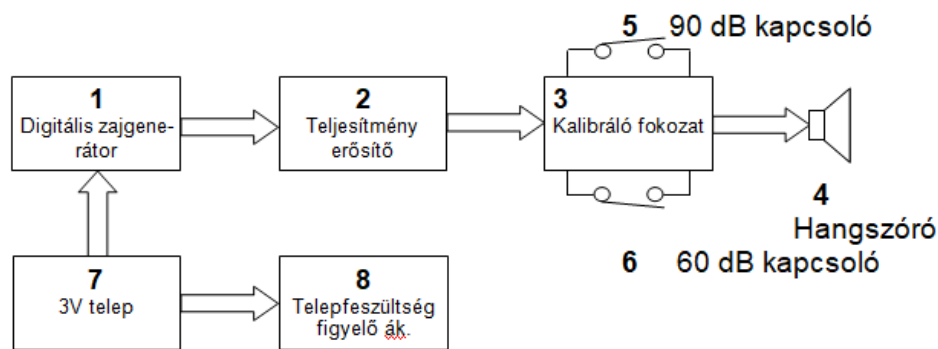 5 90 dB kapcsoló
1
Digitális zajgene-
rátor
2
Teljesítmény
erősítő
3
Kalibráló fokozat
4
Hangszóró
6 60 dB kapcsoló
7
3V telep
8
Telepfeszültség
figyelő ák.